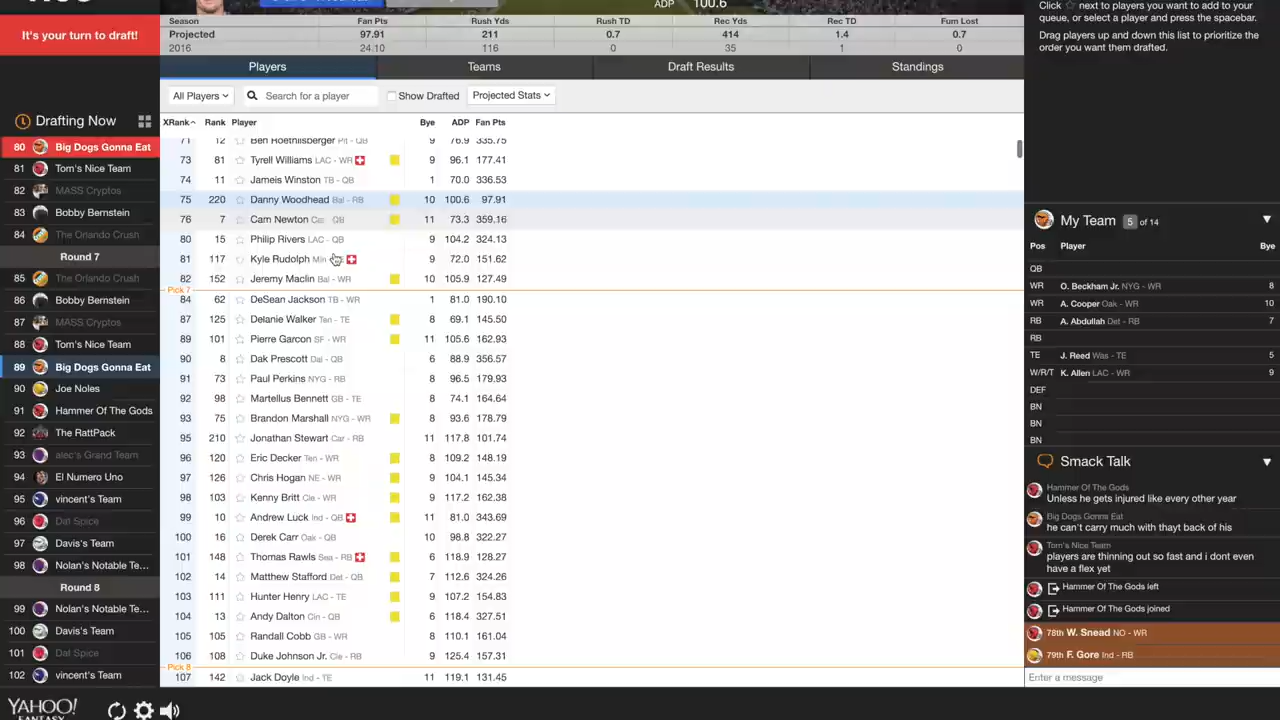 ADP 100.6
Season Fan Pts Rush Yds Rush TD Rec Yds Rec TD Fum Lost
Projected 97.91 211 0.7 414 1.4 0.7
2016 24.10 116 0 35 1 0
Players Teams Draft Results Standings
All Players Search for a player Show Drafted Projected Stats
XRank Rank Player Bye ADP Fan Pts
71 12 Ben Roethlisberger Pit - QB 9 76.9 335.75
73 81 Tyrell Williams LAC - WR 9 96.1 177.41
74 11 Jameis Winston TB - QB 1 70.0 336.53
75 220 Danny Woodhead Bal - RB 10 100.6 97.91
76 7 Cam Newton Car - QB 11 73.3 359.16
80 15 Philip Rivers LAC - QB 9 104.2 324.13
81 117 Kyle Rudolph 9 72.0 151.62
82 152 Jeremy Maclin Bal - WR 10 105.9 127.49
Pick 7
84 62 DeSean Jackson TB - WR 1 81.0 190.10
87 125 Delanie Walker Ten - TE 8 69.1 145.50
89 101 Pierre Garcon SF - WR 11 105.6 162.93
90 8 Dak Prescott Dal - QB 6 88.9 356.57
91 73 Paul Perkins NYG - RB 8 96.5 179.93
92 98 Martellus Bennett GB - TE 8 74.1 164.64
93 75 Brandon Marshall NYG - WR 8 93.6 178.79
95 210 Jonathan Stewart Car - RB 11 117.8 101.74
96 120 Eric Decker Ten - WR 8 109.2 148.19
97 126 Chris Hogan NE - WR 9 104.1 145.34
98 103 Kenny Britt Cle - WR 9 117.2 162.38
99 10 Andrew Luck Ind - QB 11 81.0 343.69
100 16 Derek Carr Oak - QB 10 98.8 322.27
101 148 Thomas Rawls Sea - RB 6 118.9 128.27
102 14 Matthew Stafford Det - QB 7 112.6 324.26
103 111 Hunter Henry LAC - TE 9 107.2 154.83
104 13 Andy Dalton Cin - QB 6 118.4 327.51
105 105 Randall Cobb GB - WR 8 110.1 161.04
106 108 Duke Johnson Jr. Cle - RB 9 125.4 157.31
Pick 8
107 142 Jack Doyle Ind - TE 11 119.1 131.45
It's your turn to draft!
Drafting Now
80 Big Dogs Gonna Eat
81 Tom's Nice Team
82 MASS Cryptos
83 Bobby Bernstein
84 The Orlando Crush
Round 7
85 The Orlando Crush
86 Bobby Bernstein
87 MASS Cryptos
88 Tom's Nice Team
89 Big Dogs Gonna Eat
90 Joe Noles
91 Hammer Of The Gods
92 The RattPack
93 alec's Grand Team
94 El Numero Uno
95 vincent's Team
96 Dat Spice
97 Davis's Team
98 Nolan's Notable Te...
Round 8
99 Nolan's Notable Te...
100 Davis's Team
101 Dat Spice
102 vincent's Team
YAHOO!
FANTASY
Click ☆ next to players you want to add to your
queue, or select a player and press the spacebar.
Drag players up and down this list to prioritize the
order you want them drafted.
My Team 5 of 14
Pos Player Bye
QB
WR O. Beckham Jr. NYG - WR 8
WR A. Cooper Oak - WR 10
RB A. Abdullah Det - RB 7
RB
TE J. Reed Was - TE 5
W/R/T K. Allen LAC - WR 9
DEF
BN
BN
BN
Smack Talk
Hammer Of The Gods
Unless he gets injured like every other year
Big Dogs Gonna Eat
he can't carry much with thayt back of his
Tom's Nice Team
players are thinning out so fast and i dont even
have a flex yet
Hammer Of The Gods left
Hammer Of The Gods joined
78th W. Snead NO - WR
79th F. Gore Ind - RB
Enter a message